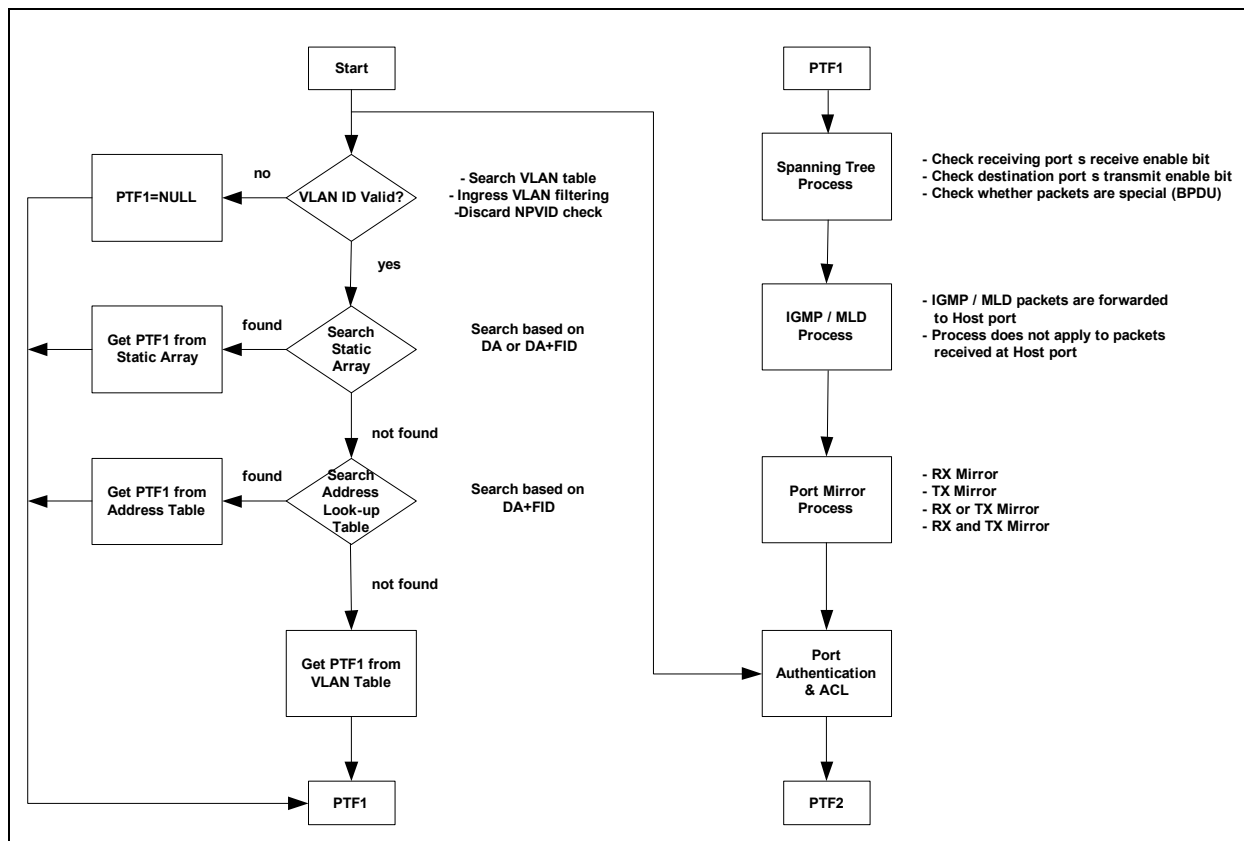 Start
no
PTF1=NULL
VLAN ID Valid?
- Search VLAN table
- Ingress VLAN filtering
-Discard NPVID check
yes
found
Get PTF1 from
Static Array
Search
Static
Array
Search based on
DA or DA+FID
not found
found
Get PTF1 from
Address Table
Search
Address
Look-up
Table
Search based on
DA+FID
not found
Get PTF1 from
VLAN Table
PTF1
PTF1
Spanning Tree
Process
- Check receiving port s receive enable bit
- Check destination port s transmit enable bit
- Check whether packets are special (BPDU)
IGMP / MLD
Process
- IGMP / MLD packets are forwarded
to Host port
- Process does not apply to packets
received at Host port
Port Mirror
Process
- RX Mirror
- TX Mirror
- RX or TX Mirror
- RX and TX Mirror
Port
Authentication
& ACL
PTF2